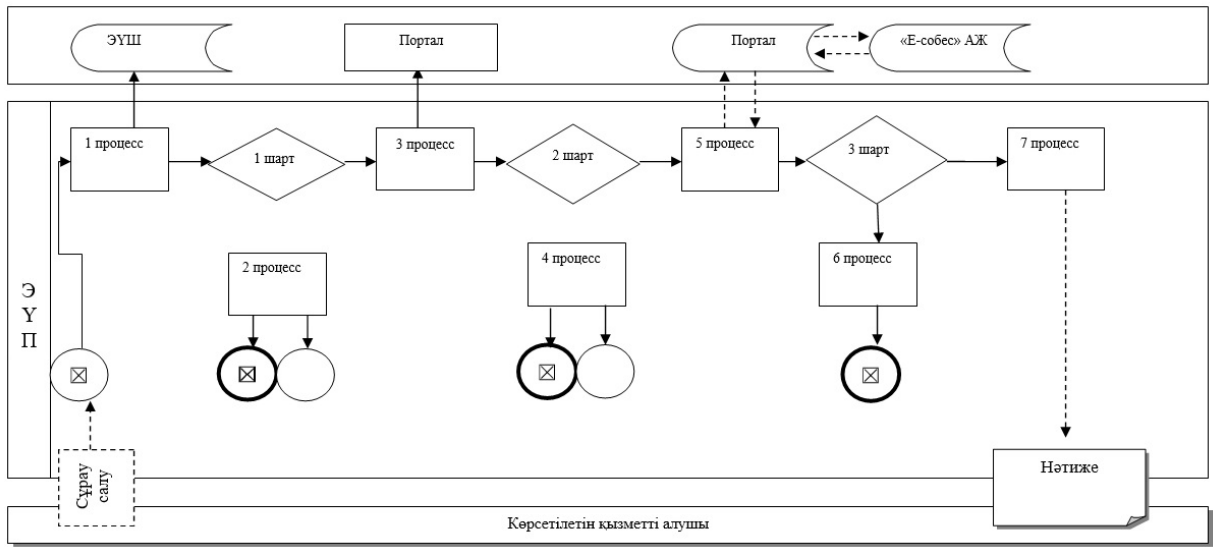 ЭҮШ
Портал
Портал
«Е-собес» АЖ
1 процесс
1 шарт
3 процесс
2 шарт
5 процесс
3 шарт
7 процесс
2 процесс
4 процесс
6 процесс
Э
Ү
П
Сұрау
салу
Нәтиже
Көрсетілетін қызметті алушы